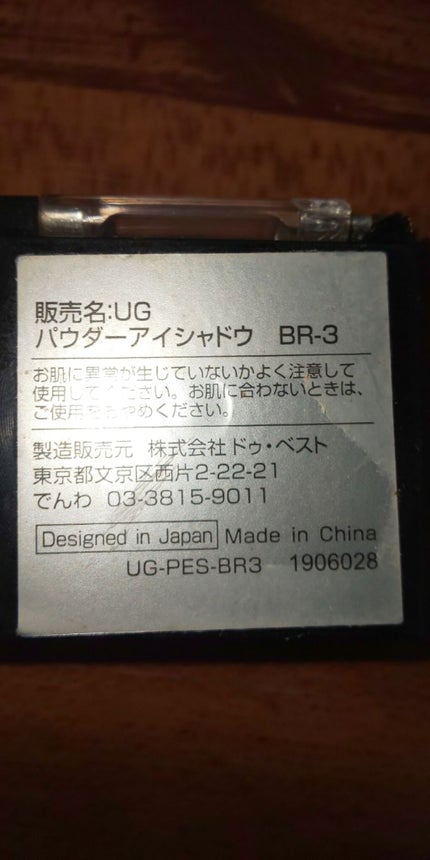 販売名:UG
パウダーアイシャドウ BR-3
お肌に異常が生じていないかよく注意して
使用してください。お肌に合わないときは、
ご使用をおやめください。
製造販売元 株式会社ドゥ・ベスト
東京都文京区西片2-22-21
でんわ 03-3815-9011
Designed in Japan Made in China
UG-PES-BR3 1906028